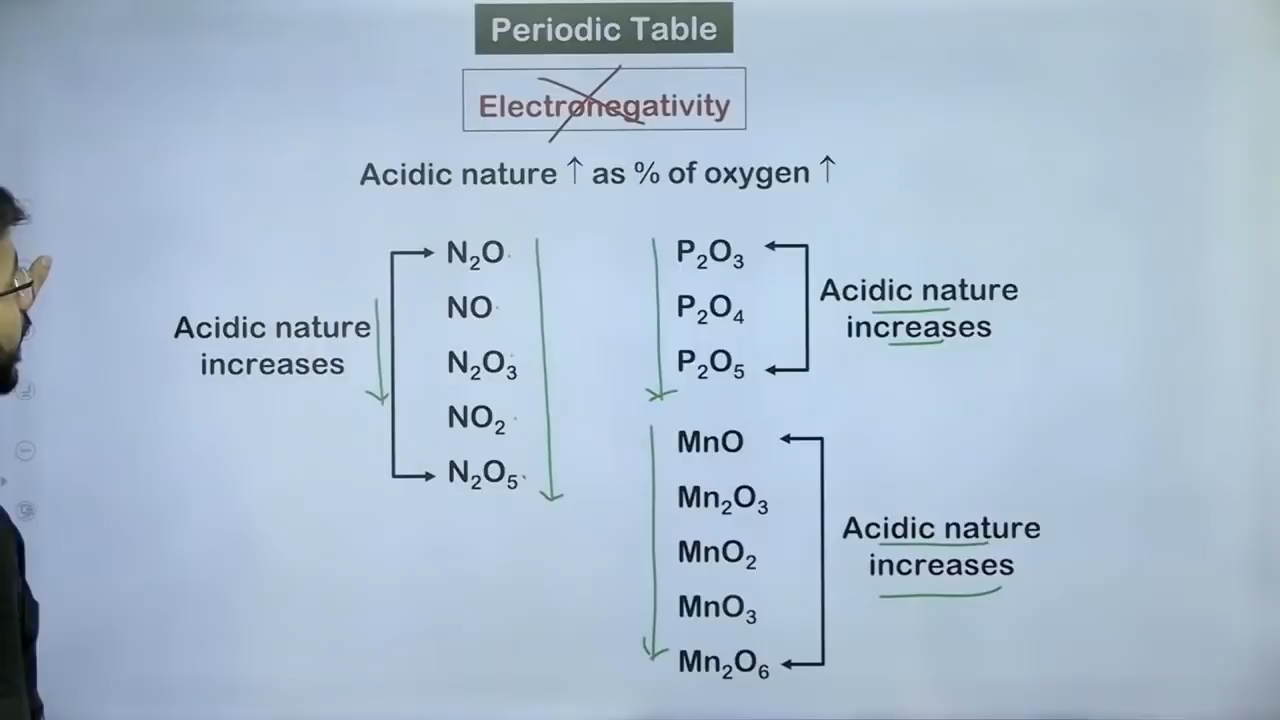 Periodic Table
Electronegativity
Acidic nature ↑ as % of oxygen ↑
Acidic nature
increases
N₂O
NO
N₂O₃
NO₂
N₂O₅
P₂O₃
P₂O₄
P₂O₅
Acidic nature
increases
MnO
Mn₂O₃
MnO₂
MnO₃
Mn₂O₆
Acidic nature
increases